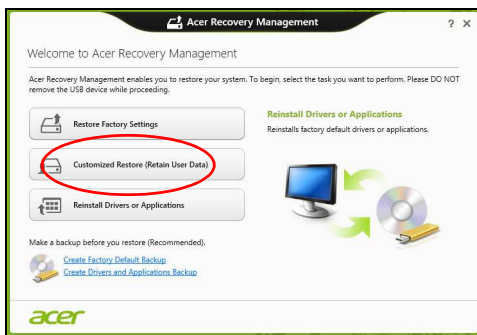 Acer Recovery Management
? X
Welcome to Acer Recovery Management
Acer Recovery Management enables you to restore your system. To begin, select the task you want to perform. Please DO NOT
remove the USB device while proceeding.
Restore Factory Settings
Customized Restore (Retain User Data)
Reinstall Drivers or Applications
Reinstall Drivers or Applications
Reinstalls factory default drivers or applications.
Make a backup before you restore (Recommended).
Create Factory Default Backup
Create Drivers and Applications Backup
acer